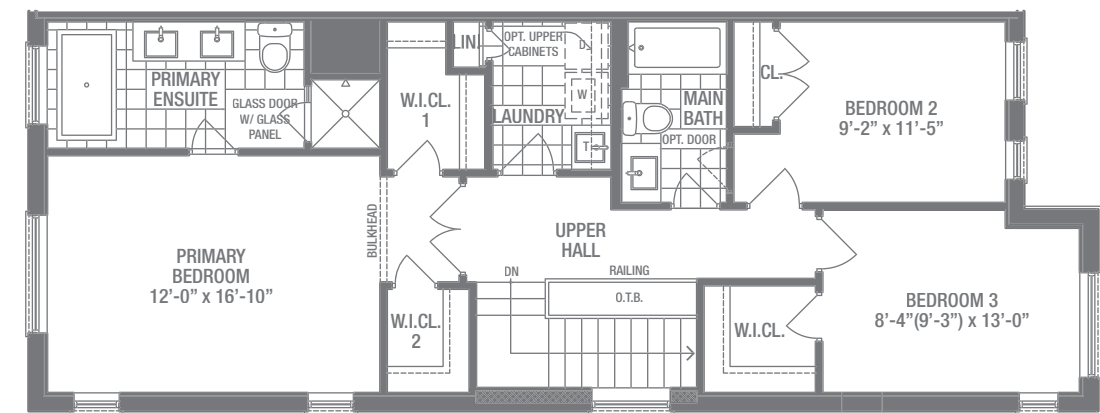 PRIMARY
ENSUITE
GLASS DOOR
W/ GLASS
PANEL
W.I.CL.
1
LIN.
OPT. UPPER
CABINETS
D
W
LAUNDRY
T
MAIN
BATH
OPT. DOOR
CL.
BEDROOM 2
9’-2” x 11’-5”
PRIMARY
BEDROOM
12’-0” x 16’-10”
BULKHEAD
UPPER
HALL
DN
RAILING
O.T.B.
W.I.CL.
2
W.I.CL.
BEDROOM 3
8’-4”(9’-3”) x 13’-0”